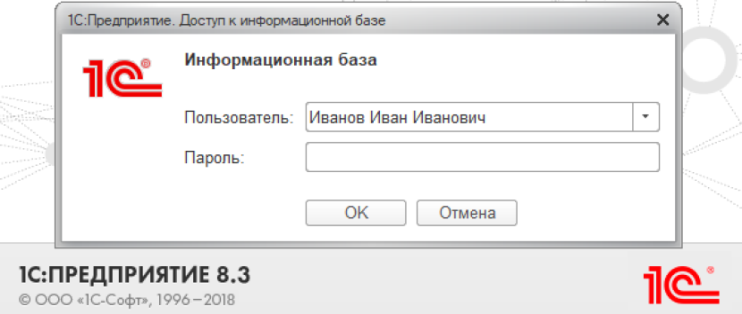 1С:Предприятие. Доступ к информационной базе
1С®
Информационная база
Пользователь: Иванов Иван Иванович
Пароль:
OK Отмена
1С:ПРЕДПРИЯТИЕ 8.3
© ООО «1С-Софт», 1996–2018
1С®